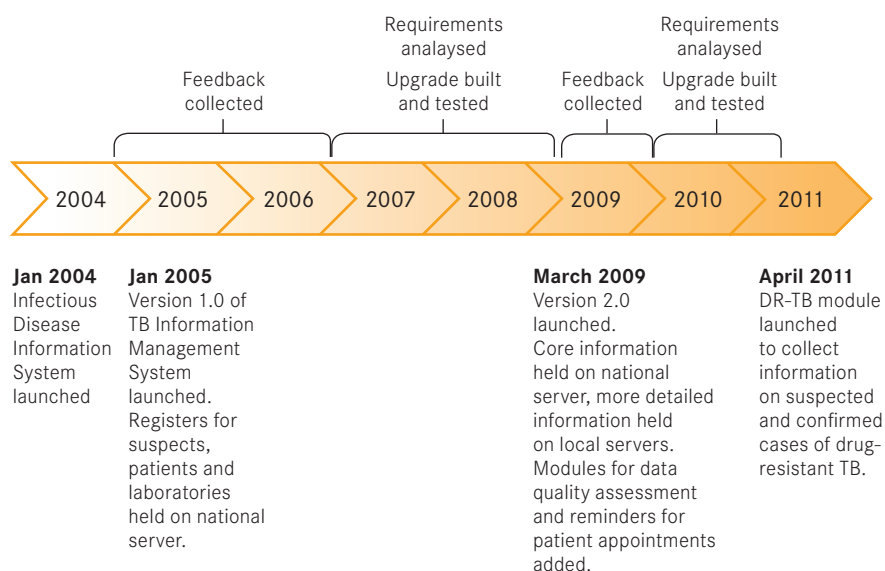 Feedback
collected
Requirements
analaysed
Upgrade built
and tested
Feedback
collected
Requirements
analaysed
Upgrade built
and tested
2004
2005
2006
2007
2008
2009
2010
2011
Jan 2004
Infectious
Disease
Information
System
launched
Jan 2005
Version 1.0 of
TB Information
Management
System
launched.
Registers for
suspects,
patients and
laboratories
held on national
server.
March 2009
Version 2.0
launched.
Core information
held on national
server, more detailed
information held
on local servers.
Modules for data
quality assessment
and reminders for
patient appointments
added.
April 2011
DR-TB module
launched
to collect
information
on suspected
and confirmed
cases of drug-
resistant TB.